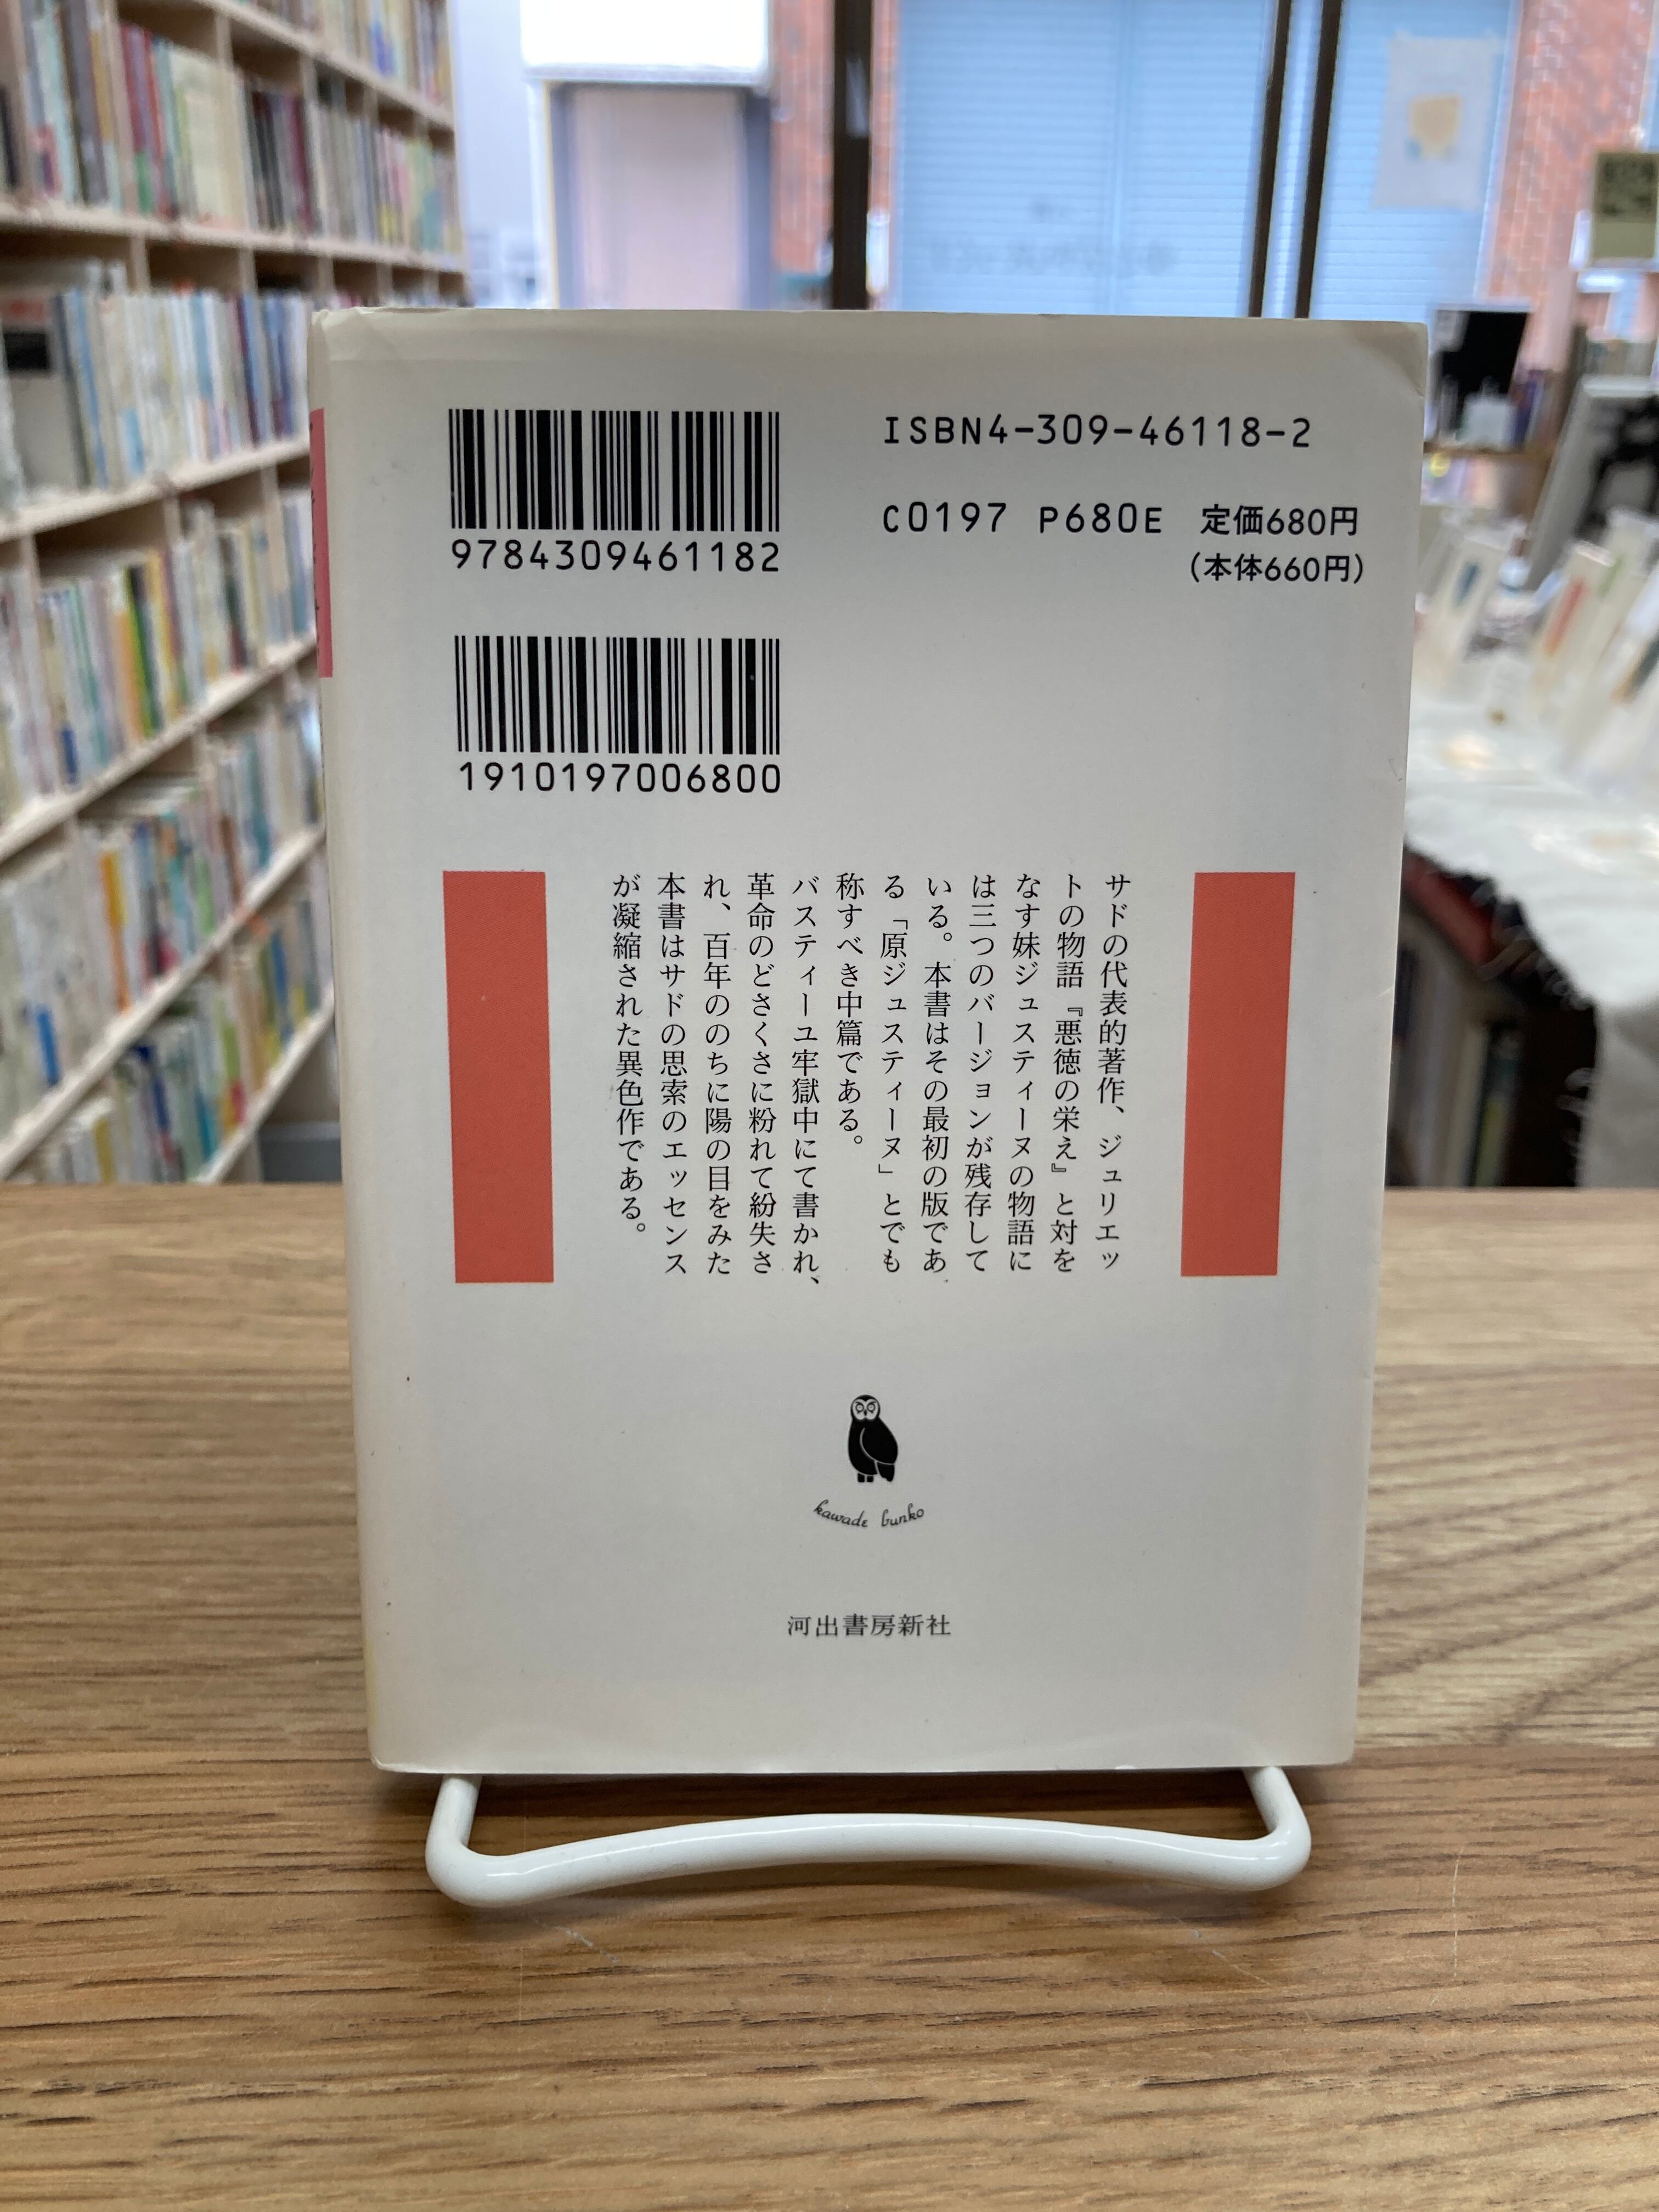 ISBN4-309-46118-2
9784309461182
C0197 P680E 定価680円
(本体660円)
1910197006800
サドの代表的著作、ジュリエッ
トの物語『悪徳の栄え』と対を
なす妹ジュスティーヌの物語に
は三つのバージョンが残存して
いる。本書はその最初の版であ
る「原ジュスティーヌ」とでも
称すべき中篇である。
バスティーユ牢獄中にて書かれ、
革命のどさくさに粉れて紛失さ
れ、百年ののちに陽の目をみた
本書はサドの思索のエッセンス
が凝縮された異色作である。
kawade bunko
河出書房新社